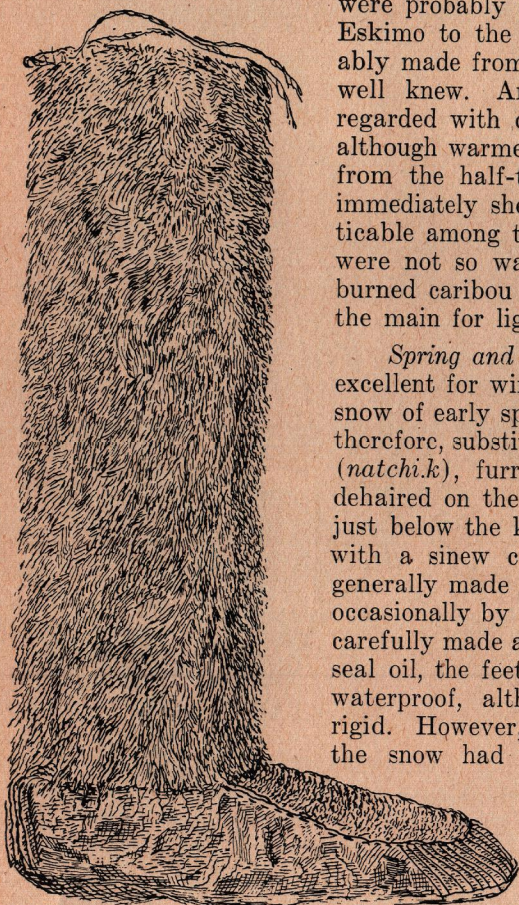 were probably
Eskimo to the
ably made from
well knew. A
regarded with
although warme
from the half-t
immediately sh
ticable among t
were not so wa
burned caribou
the main for lig
Spring and
excellent for wi
snow of early sp
therefore, substi
(natchi.k), furr
dehaired on the
just below the
with a sinew c
generally made
occasionally by
carefully made a
seal oil, the feet
waterproof, alt
rigid. However,
the snow had